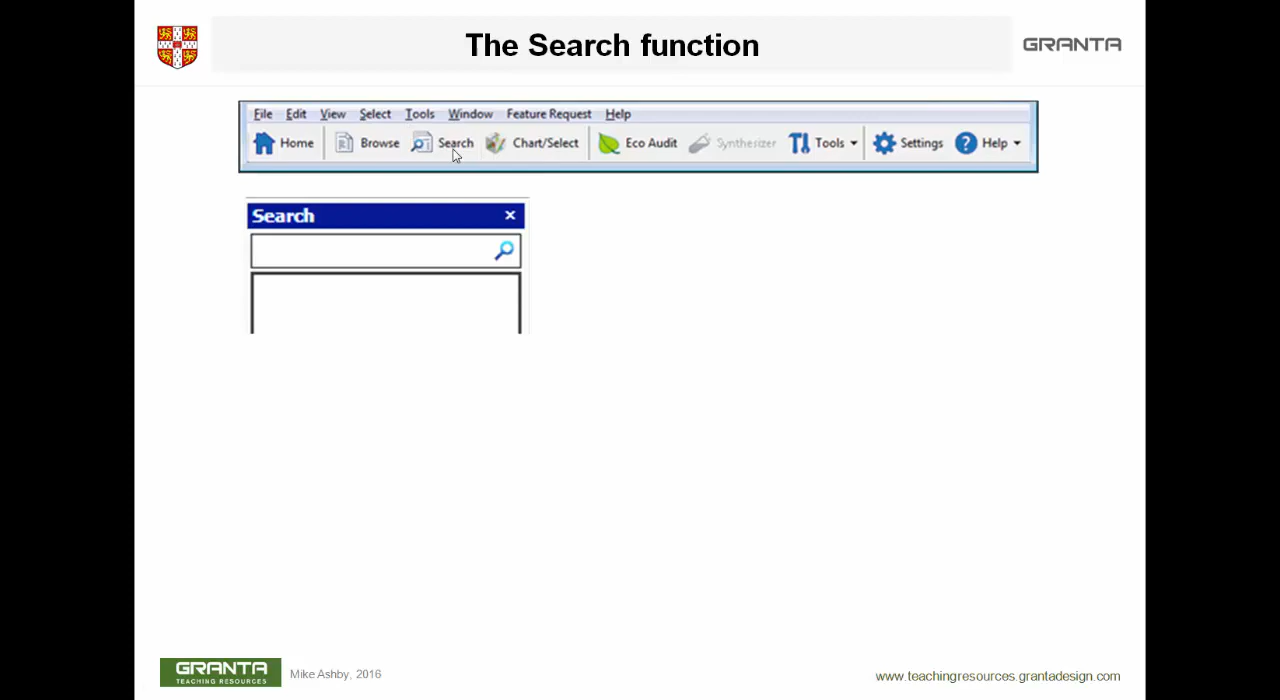 The Search function
GRANTA
File Edit View Select Tools Window Feature Request Help
Home Browse Search Chart/Select Eco Audit Synthesizer Tools Settings Help
Search
GRANTA
TEACHING RESOURCES
Mike Ashby, 2016
www.teachingresources.grantadesign.com